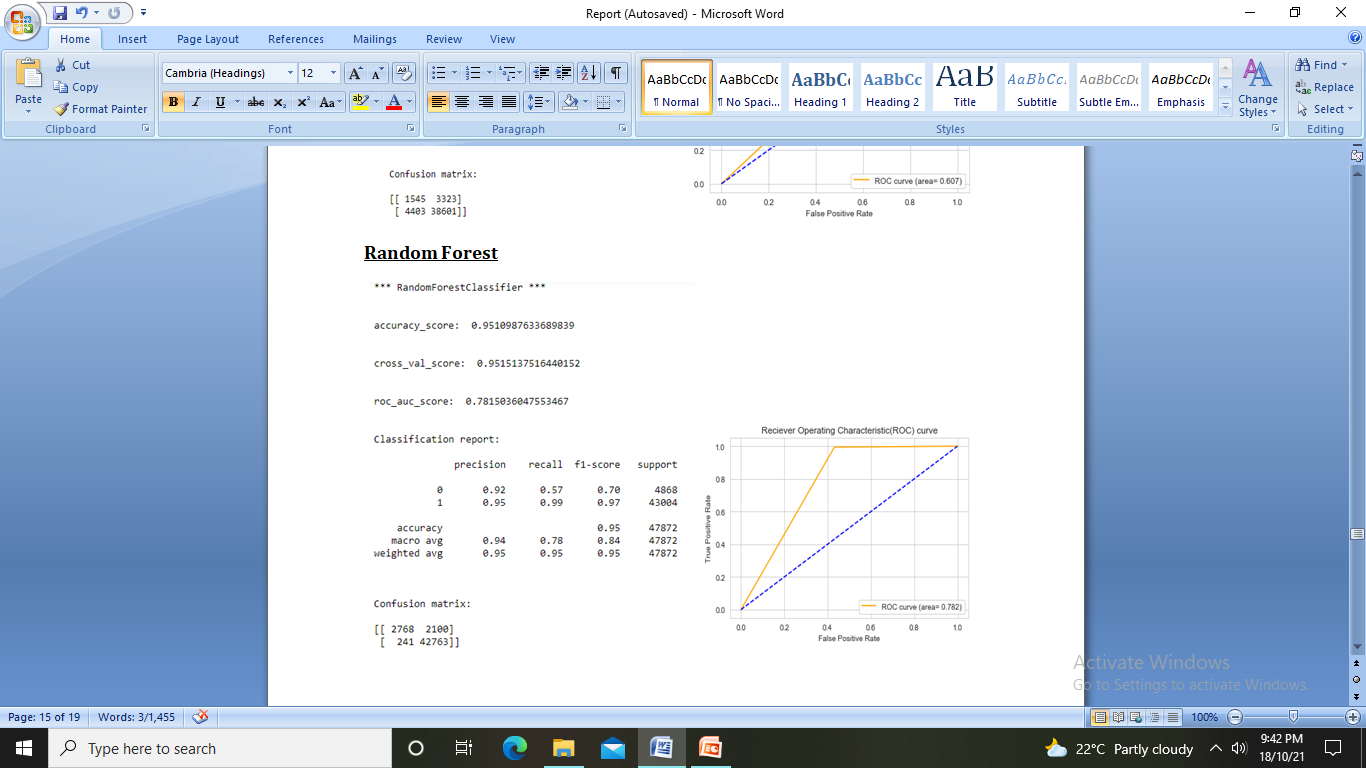 Report (Autosaved) - Microsoft Word
Home Insert Page Layout References Mailings Review View
Paste
Cut
Copy
Format Painter
Clipboard
Cambria (Headings) 12
B I U abc x₂ x² Aa
Font
Paragraph
AaBbCcDc AaBbCcDc AaBbCc AaBbCc AaB AaBbCc. AaBbCcDc AaBbCcDc
¶ Normal ¶ No Spaci... Heading 1 Heading 2 Title Subtitle Subtle Em... Emphasis
Change Styles
Styles
Find
Replace
Select
Editing
0.2
0.0
ROC curve (area= 0.607)
0.0 0.2 0.4 0.6 0.8 1.0
False Positive Rate
Confusion matrix:
[[ 1545 3323]
[ 4403 38601]]
Random Forest
*** RandomForestClassifier ***
accuracy_score: 0.9510987633689839
cross_val_score: 0.9515137516440152
roc_auc_score: 0.7815036047553467
Classification report:
precision recall f1-score support
0 0.92 0.57 0.70 4868
1 0.95 0.99 0.97 43004
accuracy 0.95 47872
macro avg 0.94 0.78 0.84 47872
weighted avg 0.95 0.95 0.95 47872
Confusion matrix:
[[ 2768 2100]
[ 241 42763]]
Reciever Operating Characteristic(ROC) curve
True Positive Rate
1.0
0.8
0.6
0.4
0.2
0.0
ROC curve (area= 0.782)
0.0 0.2 0.4 0.6 0.8 1.0
False Positive Rate
Activate Windows
Go to Settings to activate Windows.
Page: 15 of 19 Words: 3/1,455 100%
Type here to search
22°C Partly cloudy
9:42 PM
18/10/21